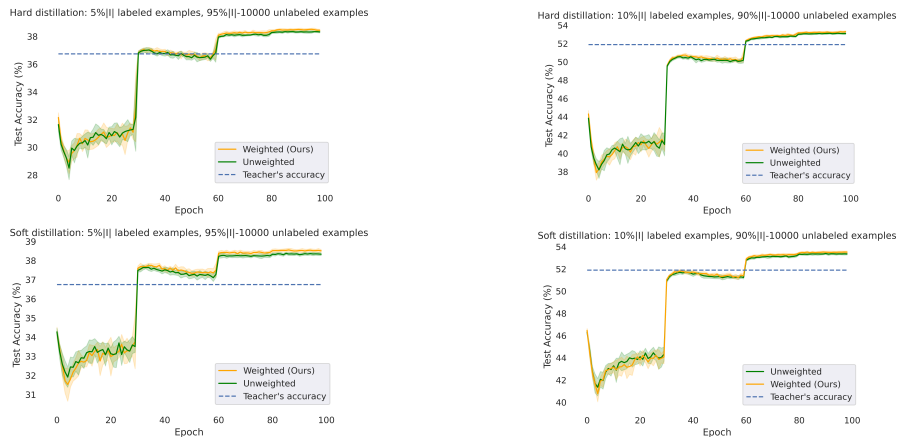 Hard distillation: 5%|I| labeled examples, 95%|I|-10000 unlabeled examples
38
36
34
32
30
28
Test Accuracy (%)
0 20 40 60 80 100
Epoch
Weighted (Ours)
Unweighted
Teacher's accuracy
Hard distillation: 10%|I| labeled examples, 90%|I|-10000 unlabeled examples
54
52
50
48
46
44
42
40
38
Test Accuracy (%)
0 20 40 60 80 100
Epoch
Weighted (Ours)
Unweighted
Teacher's accuracy
Soft distillation: 5%|I| labeled examples, 95%|I|-10000 unlabeled examples
39
38
37
36
35
34
33
32
31
Test Accuracy (%)
0 20 40 60 80 100
Epoch
Weighted (Ours)
Unweighted
Teacher's accuracy
Soft distillation: 10%|I| labeled examples, 90%|I|-10000 unlabeled examples
54
52
50
48
46
44
42
40
Test Accuracy (%)
0 20 40 60 80 100
Epoch
Unweighted
Weighted (Ours)
Teacher's accuracy